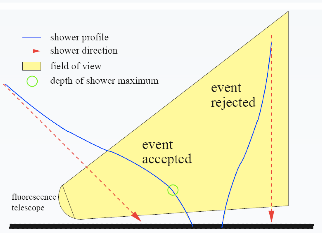 shower profile
shower direction
field of view
depth of shower maximum
event
rejected
event
accepted
fluorescence
telescope